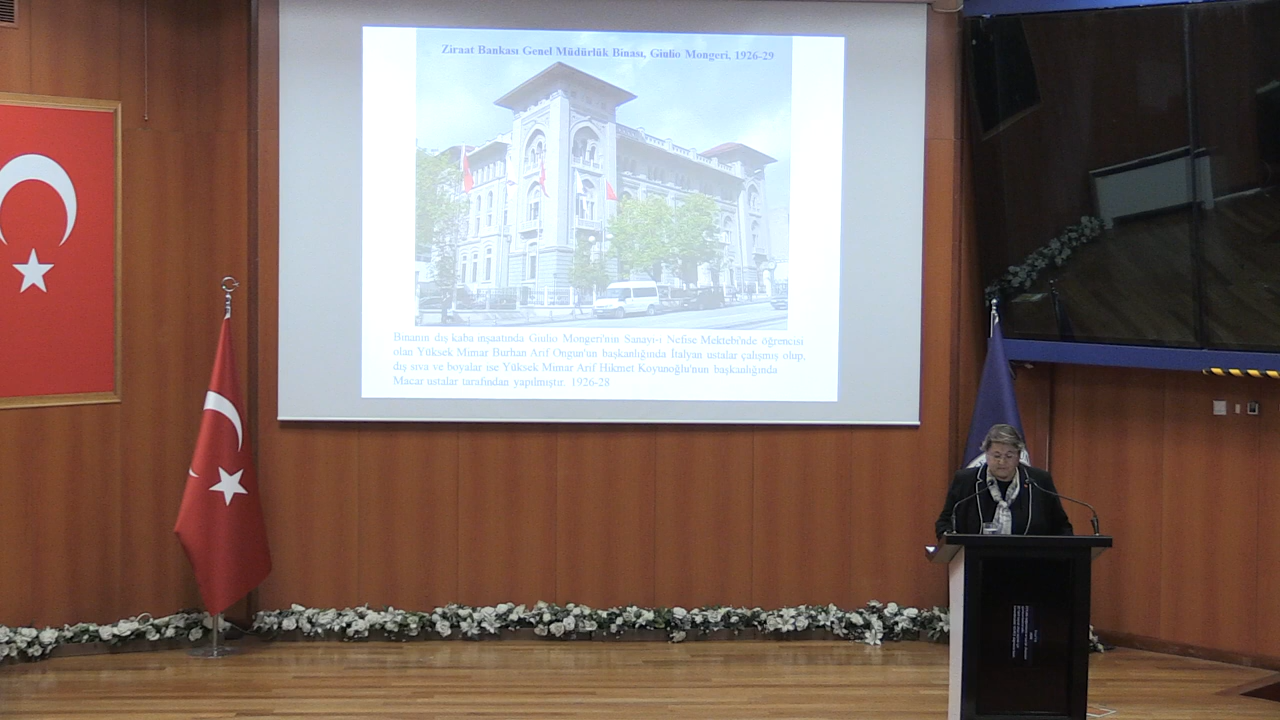 Ziraat Bankası Genel Müdürlük Binası, Giulio Mongeri, 1926-29
Binanın dış kaba inşaatında Giulio Mongeri'nin Sanayi-i Nefise Mektebi'nde öğrencisi
olan Yüksek Mimar Burhan Arif Ongun'un başkanlığında İtalyan ustalar çalışmış olup,
dış sıva ve boyalar ise Yüksek Mimar Arif Hikmet Koyunoğlu'nun başkanlığında
Macar ustalar tarafından yapılmıştır. 1926-28